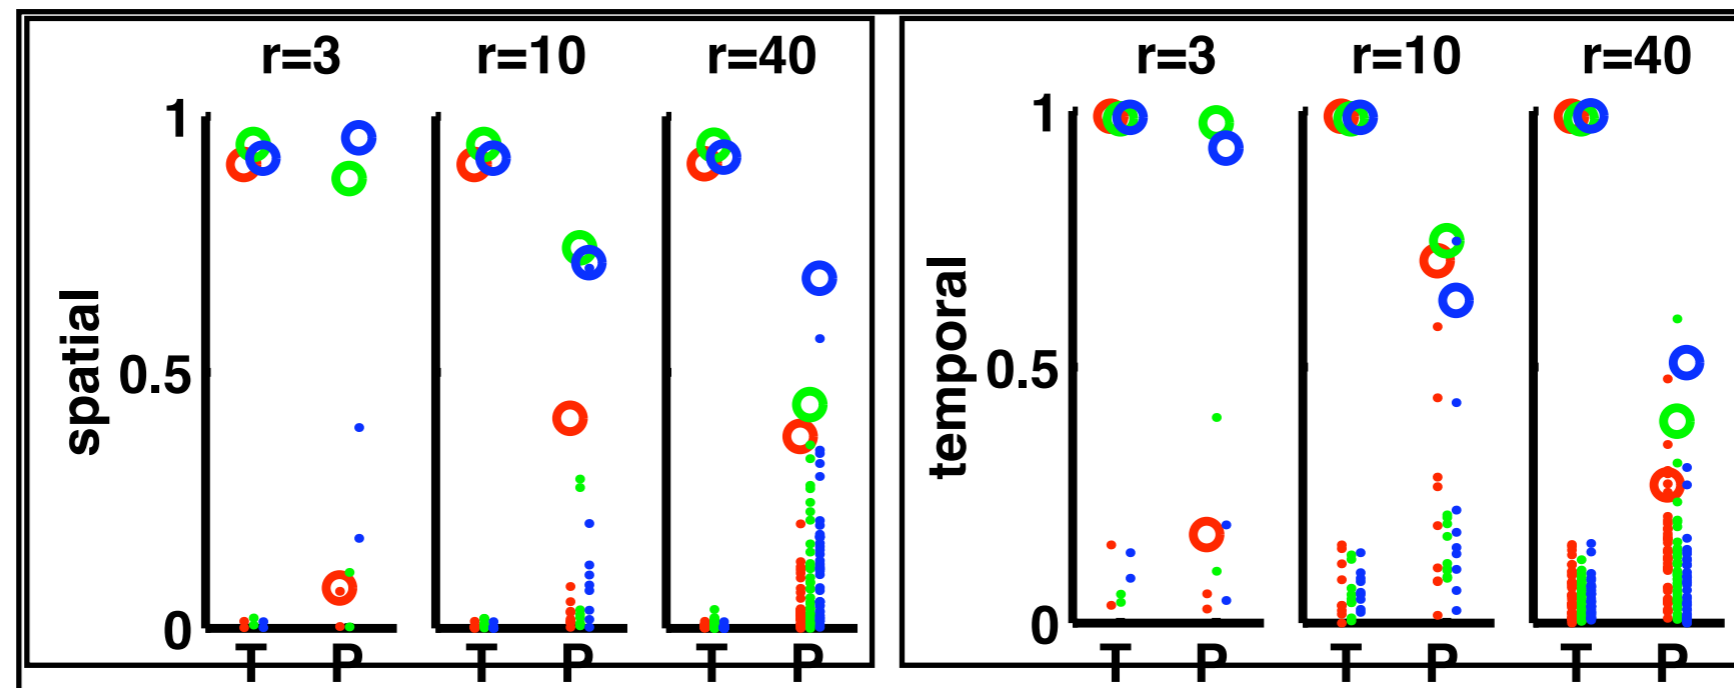 r=3 r=10 r=40
spatial
1
0.5
0
T P T P T P
r=3 r=10 r=40
temporal
1
0.5
0
T P T P T P